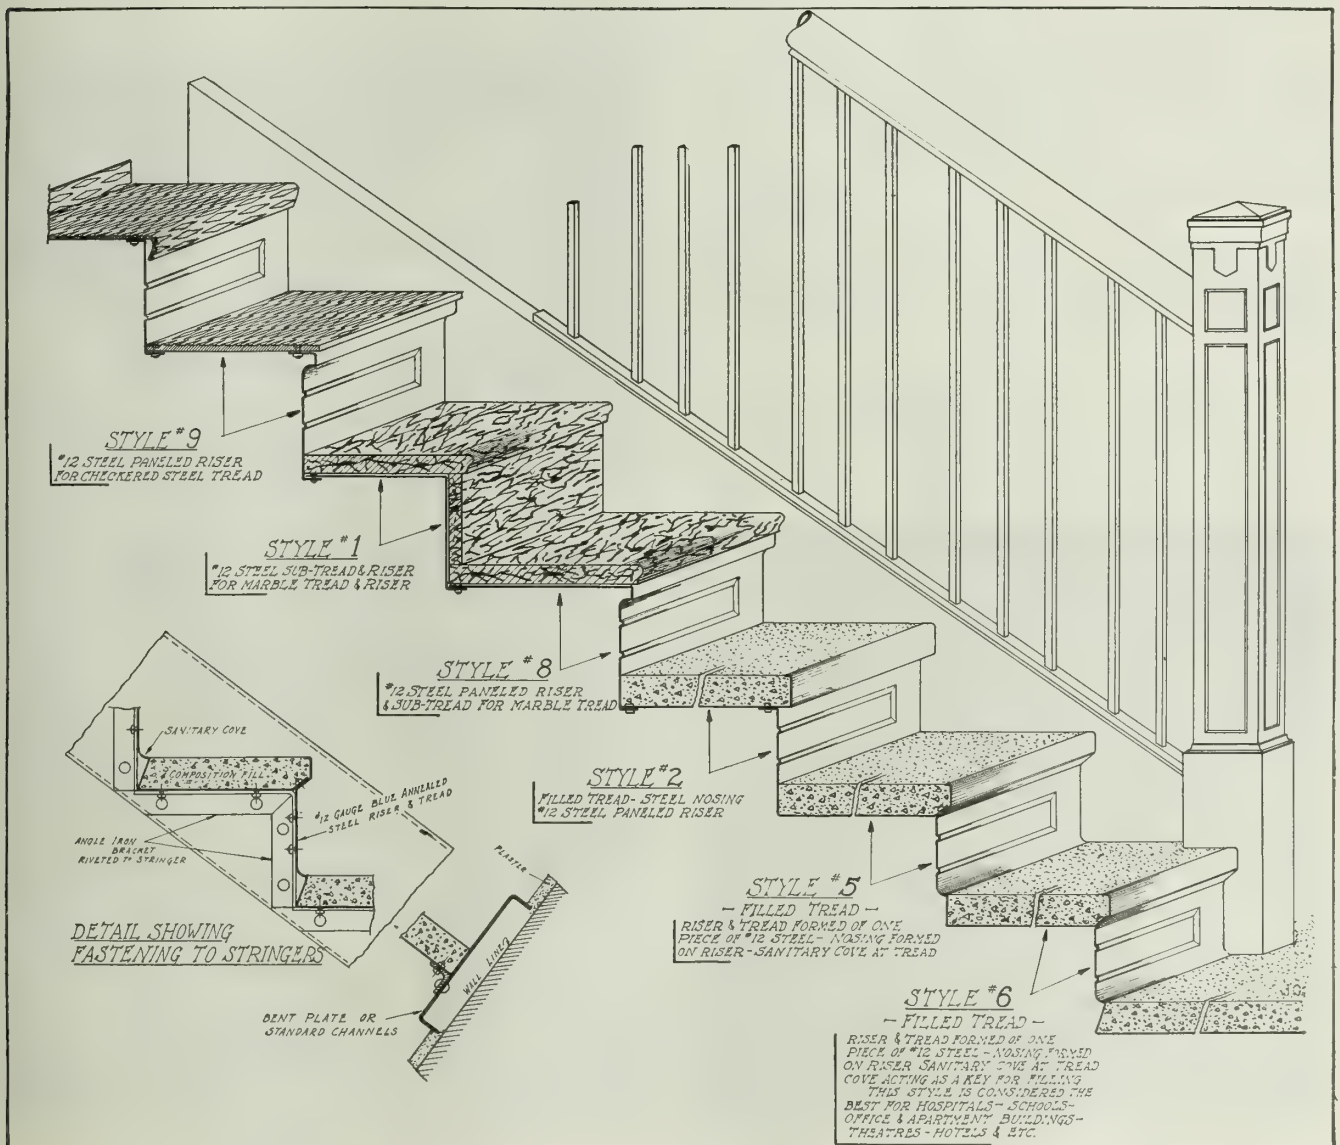 STYLE #9
#12 STEEL PANELED RISER
FOR CHECKERED STEEL TREAD
STYLE #1
#12 STEEL SUB-TREAD & RISER
FOR MARBLE TREAD & RISER
STYLE #8
#12 STEEL PANELED RISER
& SUB-TREAD FOR MARBLE TREAD
STYLE #2
FILLED TREAD - STEEL NOSING
#12 STEEL PANELED RISER
STYLE #5
- FILLED TREAD -
RISER & TREAD FORMED OF ONE
PIECE OF #12 STEEL - NOSING FORMED
ON RISER - SANITARY COVE AT TREAD
STYLE #6
- FILLED TREAD -
RISER & TREAD FORMED OF ONE
PIECE OF #12 STEEL - NOSING FORMED
ON RISER SANITARY COVE AT TREAD
COVE ACTING AS A KEY FOR FILLING
THIS STYLE IS CONSIDERED THE
BEST FOR HOSPITALS - SCHOOLS -
OFFICE & APARTMENT BUILDINGS -
THEATRES - HOTELS & ETC.
SANITARY COVE
COMPOSITION FILL
#12 GAUGE BLUE ANNEALED
STEEL RISER & TREAD
ANGLE IRON
BRACKET
RIVETED TO STRINGER
DETAIL SHOWING
FASTENING TO STRINGERS
PLASTER
WALL LINE
BENT PLATE OR
STANDARD CHANNELS